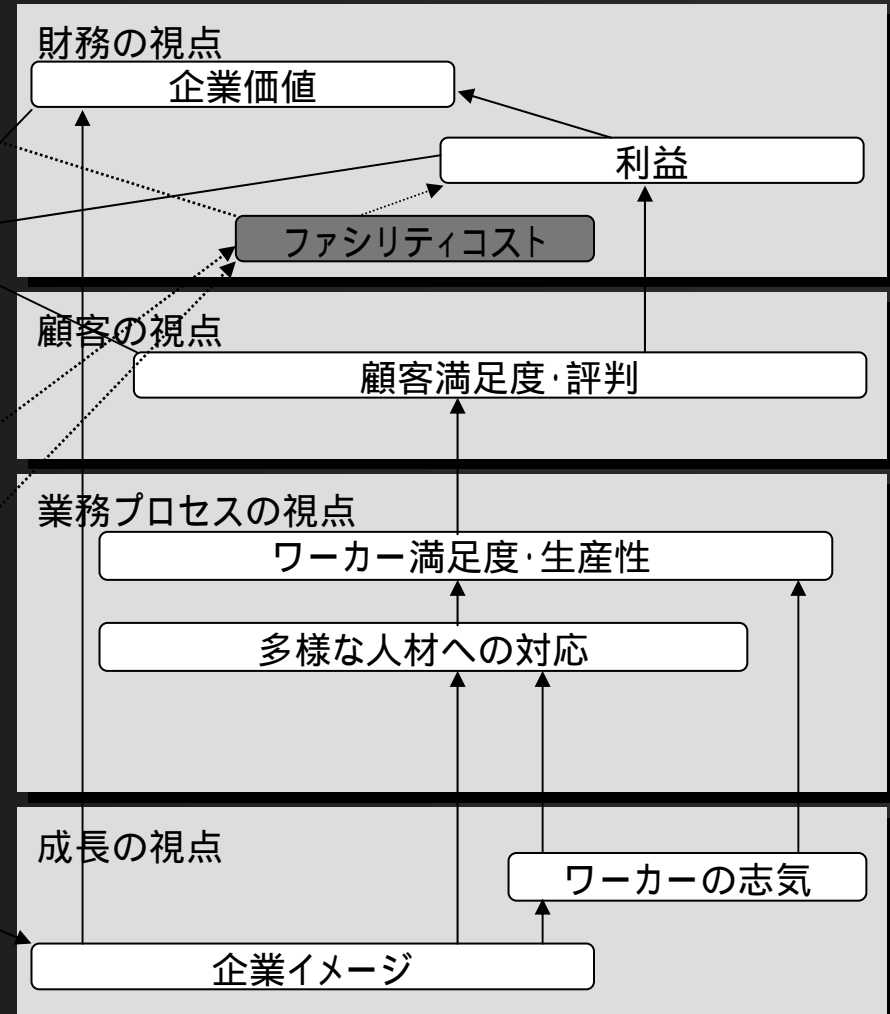 財務の視点
企業価値
利益
ファシリティコスト
顧客の視点
顧客満足度・評判
業務プロセスの視点
ワーカー満足度・生産性
多様な人材への対応
成長の視点
ワーカーの志気
企業イメージ